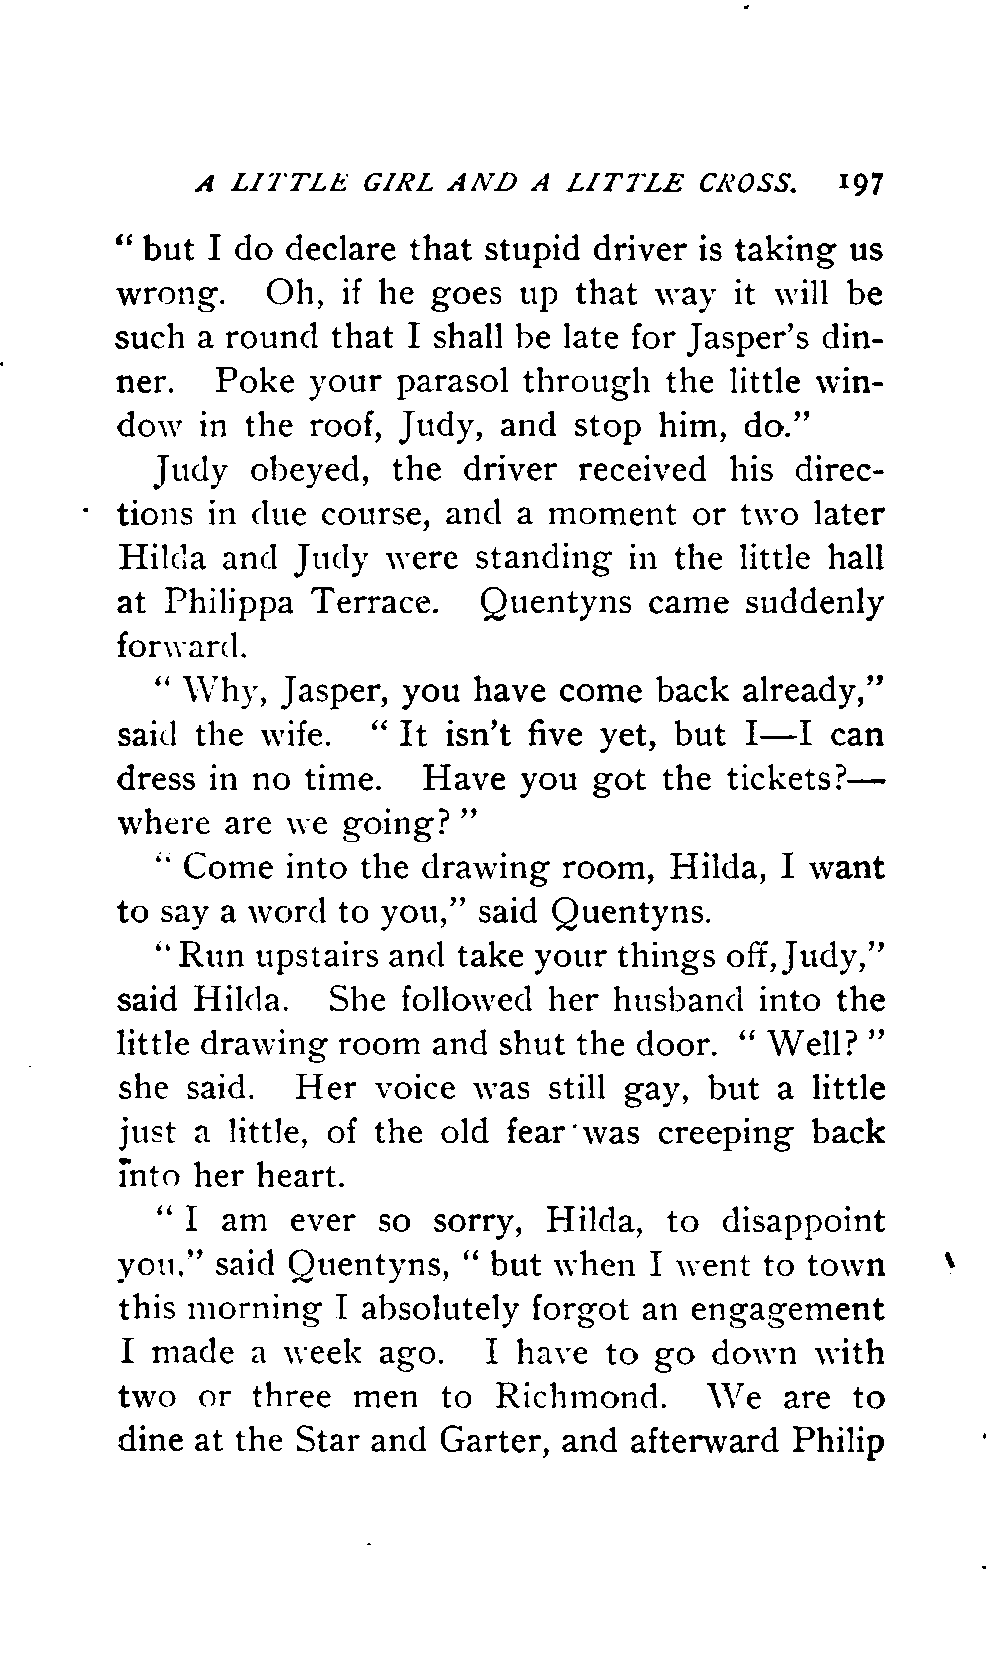 A LITTLE GIRL AND A LITTLE CROSS. 197
“ but I do declare that stupid driver is taking us
wrong. Oh, if he goes up that way it will be
such a round that I shall be late for Jasper's din-
ner. Poke your parasol through the little win-
dow in the roof, Judy, and stop him, do.”
Judy obeyed, the driver received his direc-
tions in due course, and a moment or two later
Hilda and Judy were standing in the little hall
at Philippa Terrace. Quentyns came suddenly
forward.
“ Why, Jasper, you have come back already,”
said the wife. “ It isn't five yet, but I—I can
dress in no time. Have you got the tickets?—
where are we going? ”
“ Come into the drawing room, Hilda, I want
to say a word to you,” said Quentyns.
“ Run upstairs and take your things off, Judy,”
said Hilda. She followed her husband into the
little drawing room and shut the door. “ Well? ”
she said. Her voice was still gay, but a little
just a little, of the old fear was creeping back
into her heart.
“ I am ever so sorry, Hilda, to disappoint
you,” said Quentyns, “ but when I went to town
this morning I absolutely forgot an engagement
I made a week ago. I have to go down with
two or three men to Richmond. We are to
dine at the Star and Garter, and afterward Philip